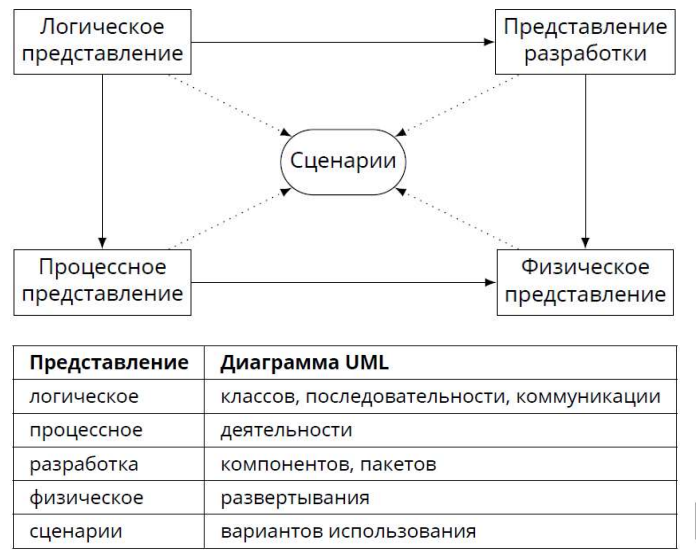 Логическое
представление
Представление
разработки
Сценарии
Процессное
представление
Физическое
представление
Представление Диаграмма UML
логическое классов, последовательности, коммуникации
процессное деятельности
разработка компонентов, пакетов
физическое развертывания
сценарии вариантов использования